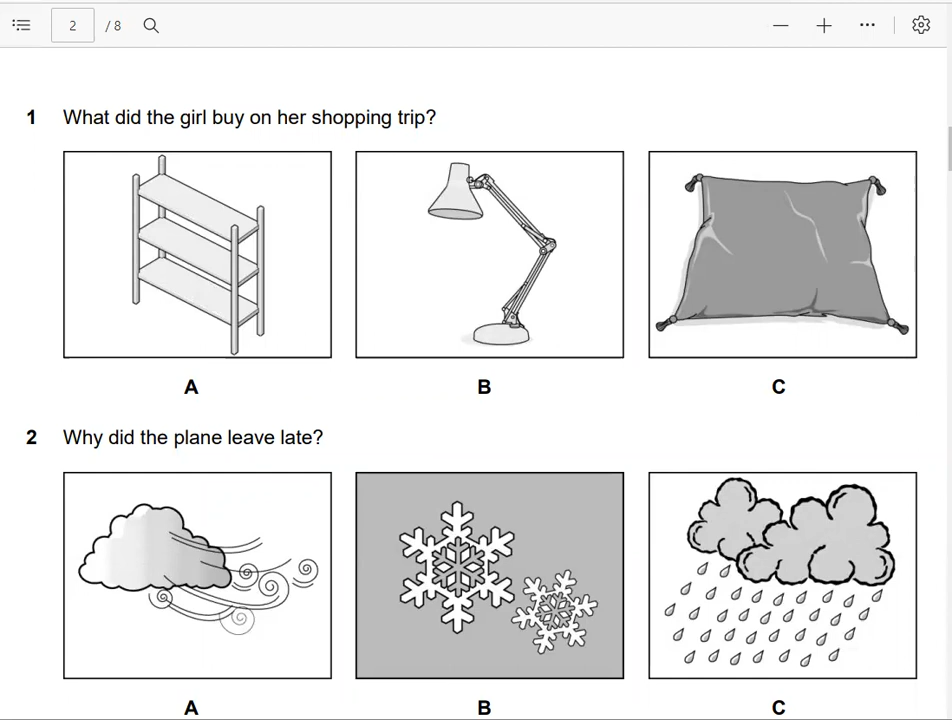 2 / 8
1 What did the girl buy on her shopping trip?
A B C
2 Why did the plane leave late?
A B C